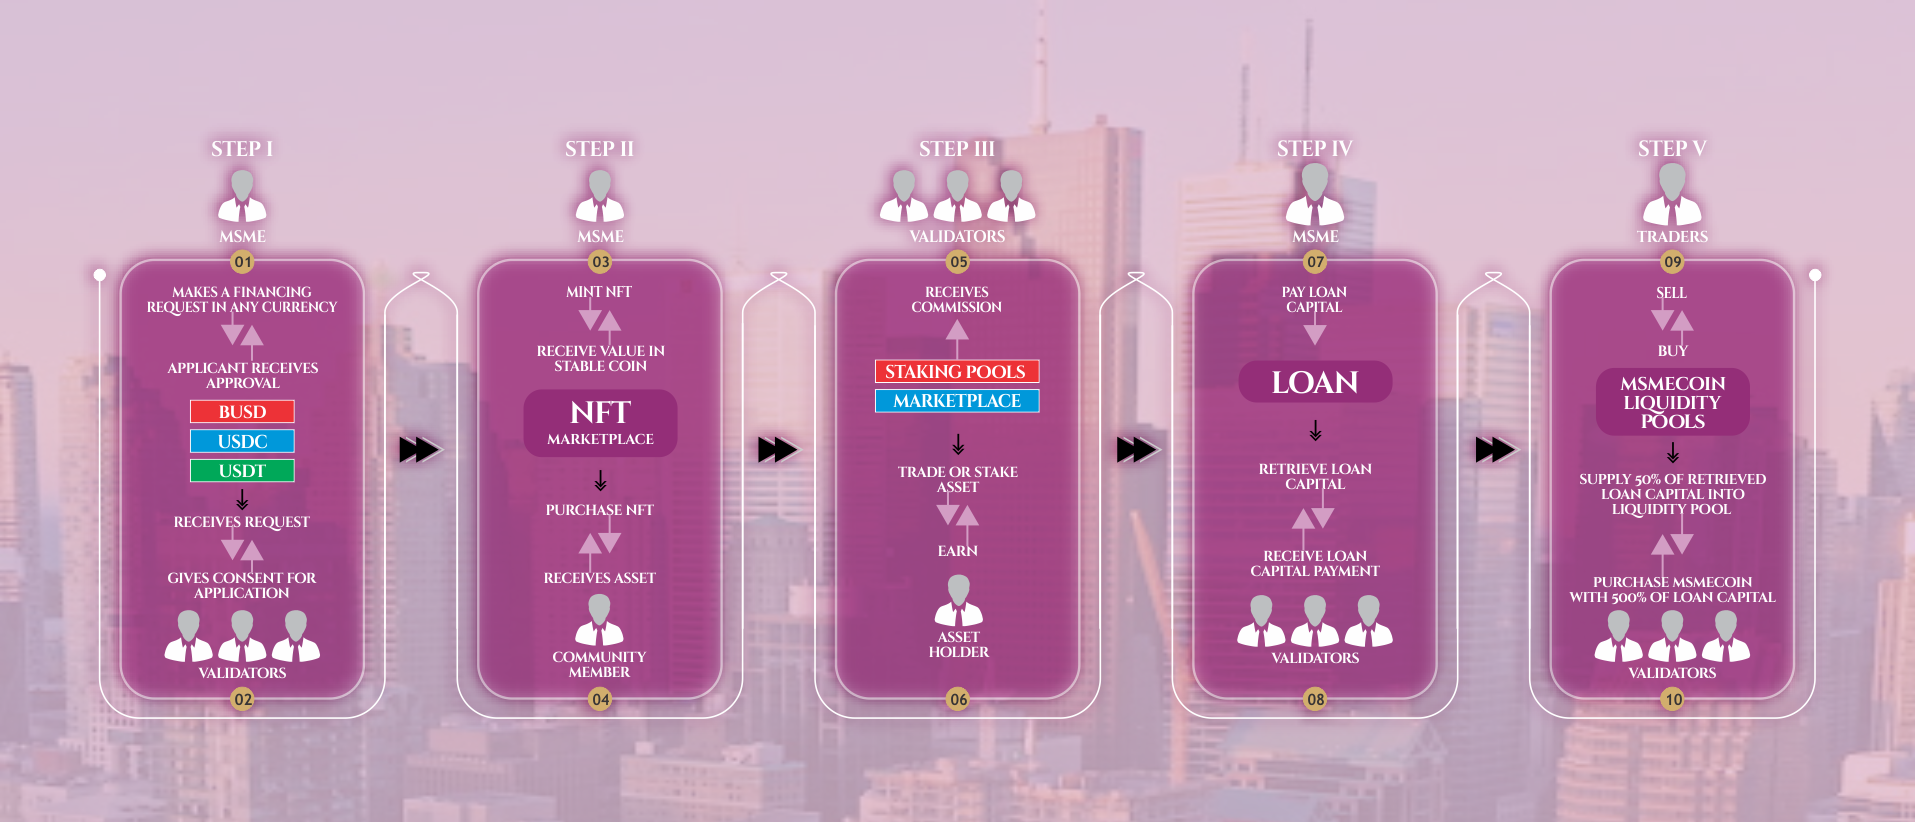 STEP I
MSME
01
MAKES A FINANCING
REQUEST IN ANY CURRENCY
APPLICANT RECEIVES
APPROVAL
BUSD
USDC
USDT
RECEIVES REQUEST
GIVES CONSENT FOR
APPLICATION
VALIDATORS
02
STEP II
MSME
03
MINT NFT
RECEIVE VALUE IN
STABLE COIN
NFT
MARKETPLACE
PURCHASE NFT
RECEIVES ASSET
COMMUNITY
MEMBER
04
STEP III
VALIDATORS
05
RECEIVES
COMMISSION
STAKING POOLS
MARKETPLACE
TRADE OR STAKE
ASSET
EARN
ASSET
HOLDER
06
STEP IV
MSME
07
PAY LOAN
CAPITAL
LOAN
RETRIEVE LOAN
CAPITAL
RECEIVE LOAN
CAPITAL PAYMENT
VALIDATORS
08
STEP V
TRADERS
09
SELL
BUY
MSMECOIN
LIQUIDITY
POOLS
SUPPLY 50% OF RETRIEVED
LOAN CAPITAL INTO
LIQUIDITY POOL
PURCHASE MSMECOIN
WITH 500% OF LOAN CAPITAL
VALIDATORS
10